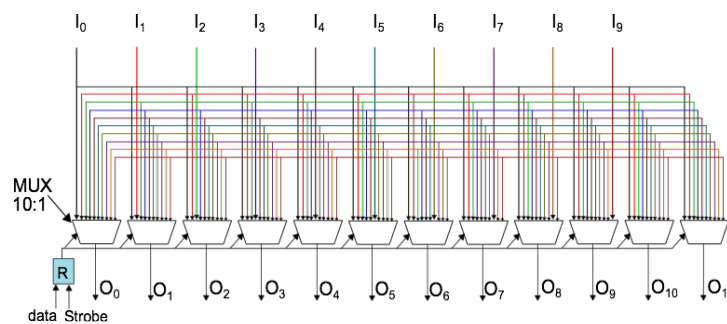 I0 I1 I2 I3 I4 I5 I6 I7 I8 I9
MUX
10:1
R
O0 O1 O2 O3 O4 O5 O6 O7 O8 O9 O10 O1
data Strobe